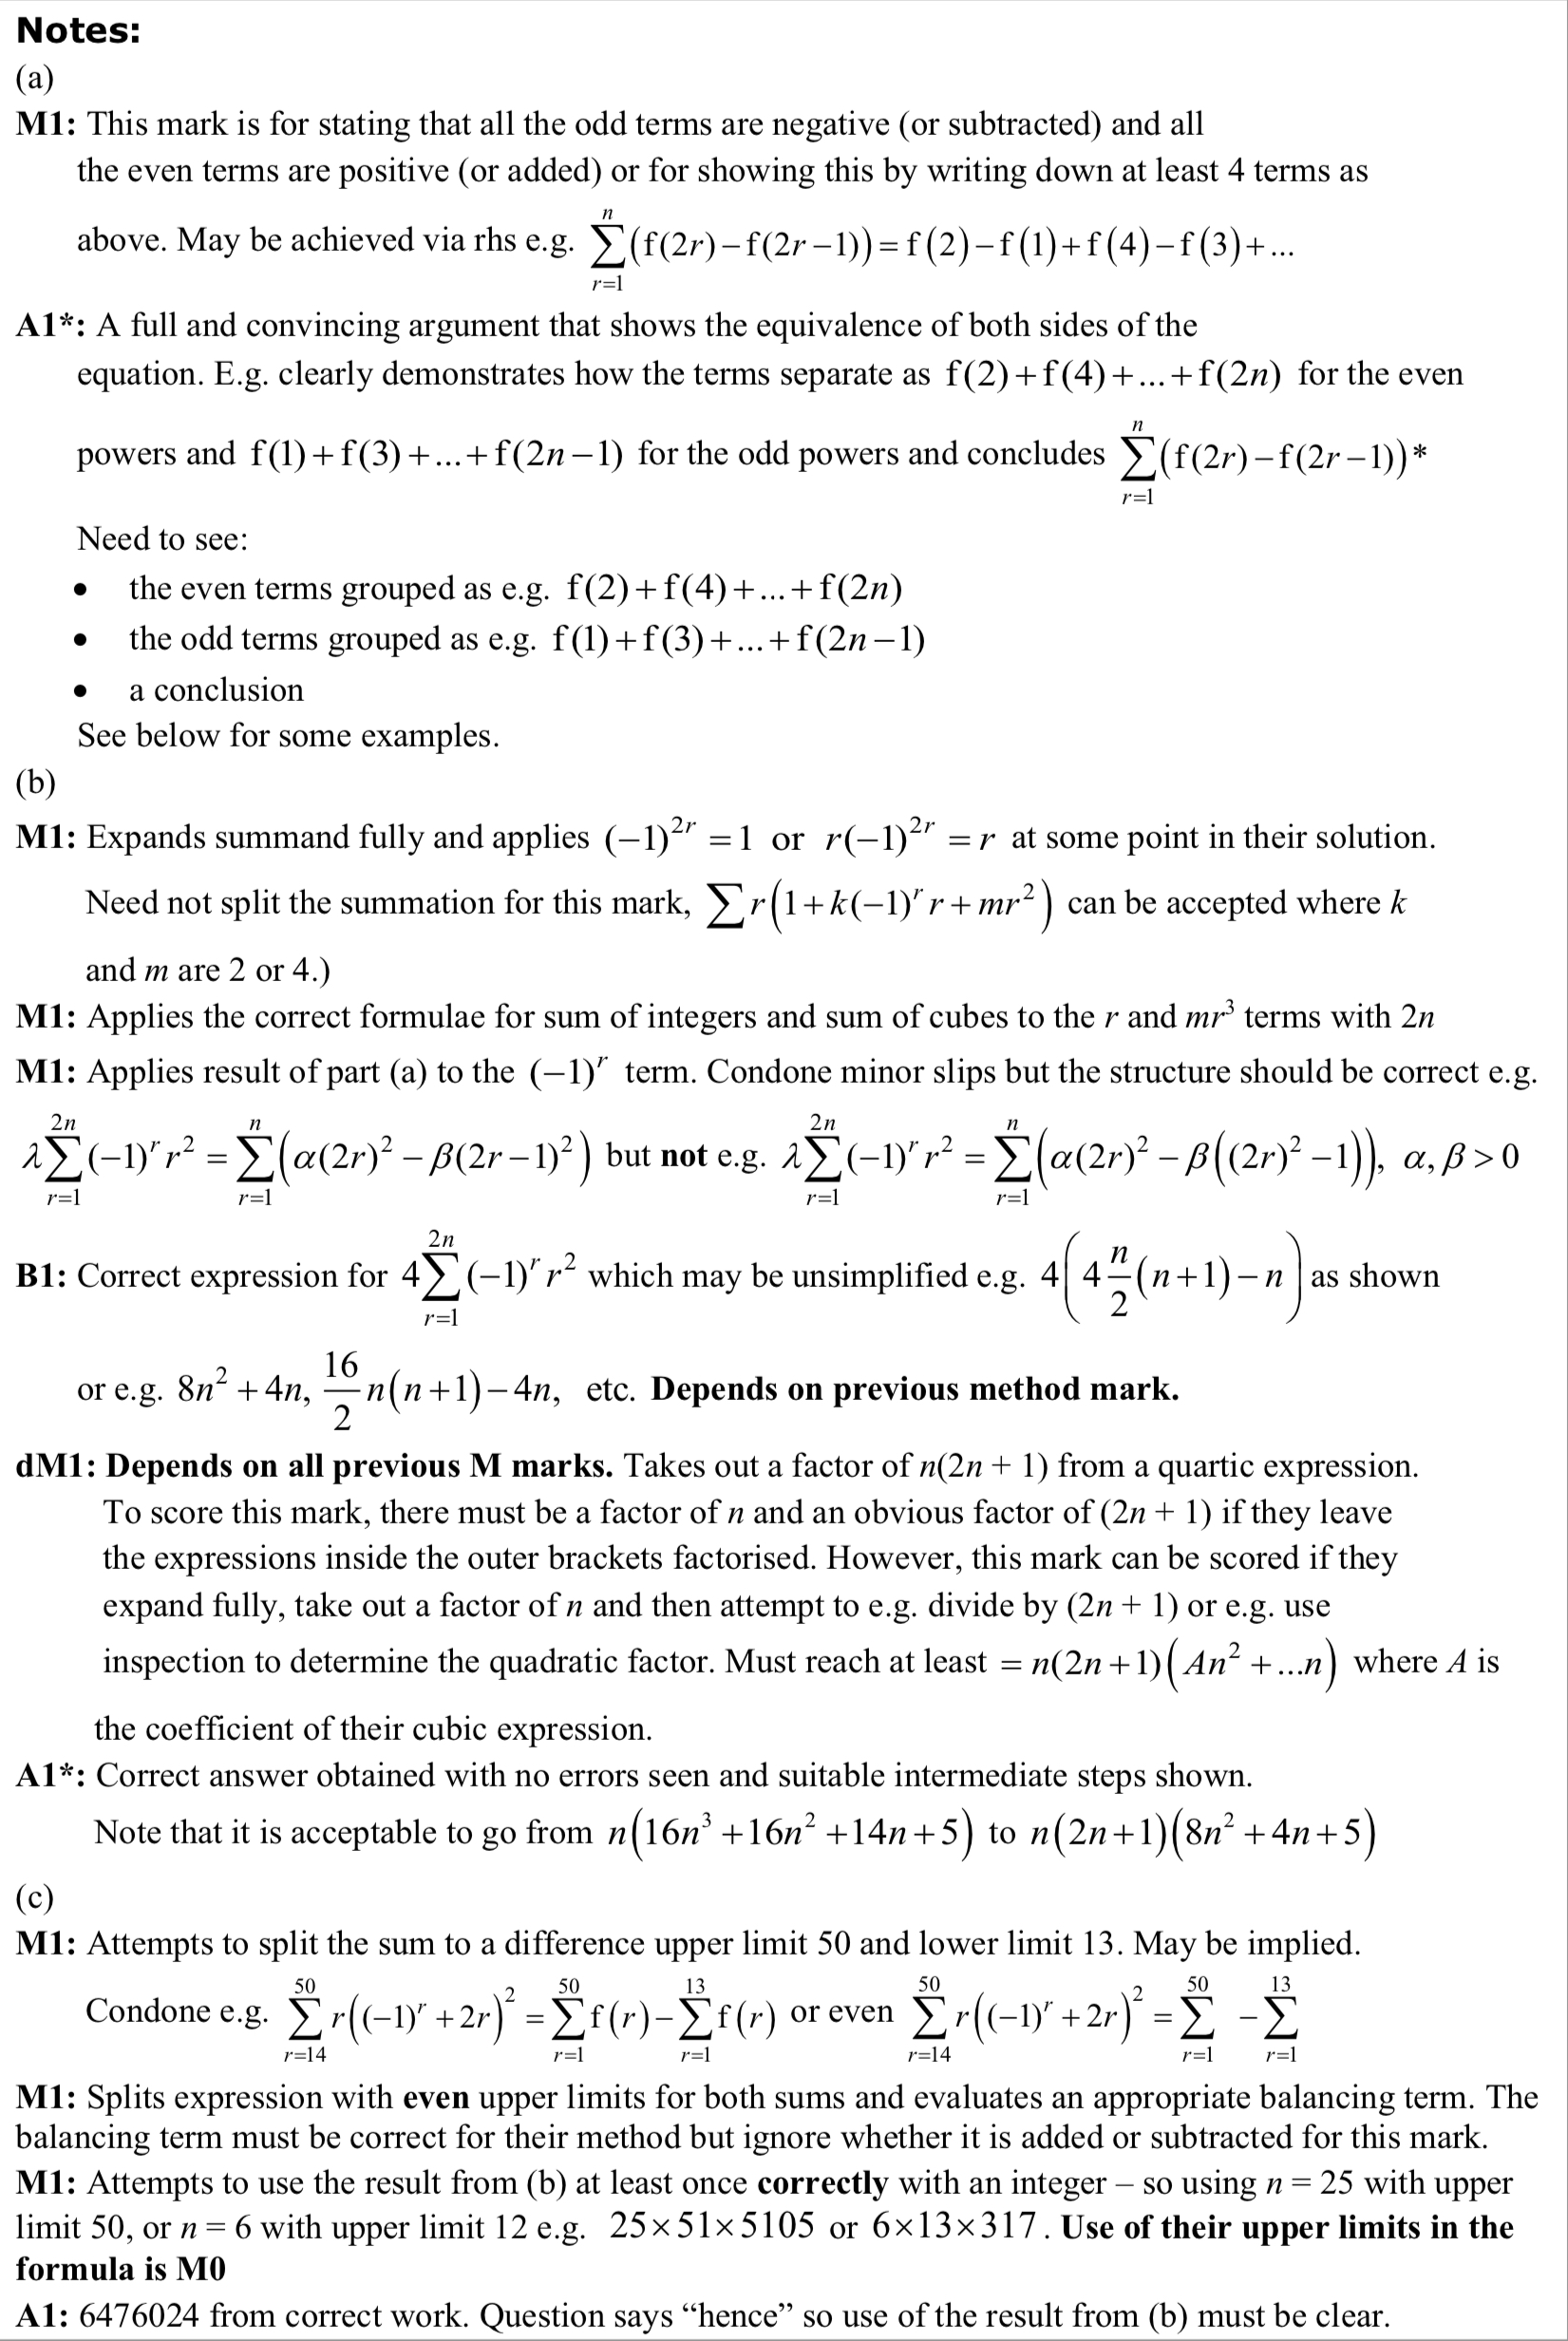 Notes:
(a)
M1: This mark is for stating that all the odd terms are negative (or subtracted) and all
the even terms are positive (or added) or for showing this by writing down at least 4 terms as
above. May be achieved via rhs e.g. $\sum_{r=1}^{n}(\mathrm{f}(2r)-\mathrm{f}(2r-1))=\mathrm{f}(2)-\mathrm{f}(1)+\mathrm{f}(4)-\mathrm{f}(3)+...$
A1*: A full and convincing argument that shows the equivalence of both sides of the
equation. E.g. clearly demonstrates how the terms separate as $\mathrm{f}(2)+\mathrm{f}(4)+...+\mathrm{f}(2n)$ for the even
powers and $\mathrm{f}(1)+\mathrm{f}(3)+...+\mathrm{f}(2n-1)$ for the odd powers and concludes $\sum_{r=1}^{n}(\mathrm{f}(2r)-\mathrm{f}(2r-1))$*
Need to see:
• the even terms grouped as e.g. $\mathrm{f}(2)+\mathrm{f}(4)+...+\mathrm{f}(2n)$
• the odd terms grouped as e.g. $\mathrm{f}(1)+\mathrm{f}(3)+...+\mathrm{f}(2n-1)$
• a conclusion
See below for some examples.
(b)
M1: Expands summand fully and applies $(-1)^{2r}=1$ or $r(-1)^{2r}=r$ at some point in their solution.
Need not split the summation for this mark, $\sum r\left(1+k(-1)^{r}r+mr^{2}\right)$ can be accepted where $k$
and $m$ are 2 or 4.)
M1: Applies the correct formulae for sum of integers and sum of cubes to the $r$ and $mr^{3}$ terms with $2n$
M1: Applies result of part (a) to the $(-1)^{r}$ term. Condone minor slips but the structure should be correct e.g.
$\lambda\sum_{r=1}^{2n}(-1)^{r}r^{2}=\sum_{r=1}^{n}\left(\alpha(2r)^{2}-\beta(2r-1)^{2}\right)$ but not e.g. $\lambda\sum_{r=1}^{2n}(-1)^{r}r^{2}=\sum_{r=1}^{n}\left(\alpha(2r)^{2}-\beta\left((2r)^{2}-1\right)\right),\ \alpha,\beta>0$
B1: Correct expression for $4\sum_{r=1}^{2n}(-1)^{r}r^{2}$ which may be unsimplified e.g. $4\left(4\frac{n}{2}(n+1)-n\right)$ as shown
or e.g. $8n^{2}+4n,\ \frac{16}{2}n(n+1)-4n,$ etc. Depends on previous method mark.
dM1: Depends on all previous M marks. Takes out a factor of $n(2n+1)$ from a quartic expression.
To score this mark, there must be a factor of $n$ and an obvious factor of $(2n+1)$ if they leave
the expressions inside the outer brackets factorised. However, this mark can be scored if they
expand fully, take out a factor of $n$ and then attempt to e.g. divide by $(2n+1)$ or e.g. use
inspection to determine the quadratic factor. Must reach at least $=n(2n+1)\left(An^{2}+...n\right)$ where $A$ is
the coefficient of their cubic expression.
A1*: Correct answer obtained with no errors seen and suitable intermediate steps shown.
Note that it is acceptable to go from $n\left(16n^{3}+16n^{2}+14n+5\right)$ to $n(2n+1)\left(8n^{2}+4n+5\right)$
(c)
M1: Attempts to split the sum to a difference upper limit 50 and lower limit 13. May be implied.
Condone e.g. $\sum_{r=14}^{50}r\left((-1)^{r}+2r\right)^{2}=\sum_{r=1}^{50}\mathrm{f}(r)-\sum_{r=1}^{13}\mathrm{f}(r)$ or even $\sum_{r=14}^{50}r\left((-1)^{r}+2r\right)^{2}=\sum_{r=1}^{50}-\sum_{r=1}^{13}$
M1: Splits expression with even upper limits for both sums and evaluates an appropriate balancing term. The
balancing term must be correct for their method but ignore whether it is added or subtracted for this mark.
M1: Attempts to use the result from (b) at least once correctly with an integer – so using $n=25$ with upper
limit 50, or $n=6$ with upper limit 12 e.g. $25\times51\times5105$ or $6\times13\times317$. Use of their upper limits in the
formula is M0
A1: 6476024 from correct work. Question says “hence” so use of the result from (b) must be clear.